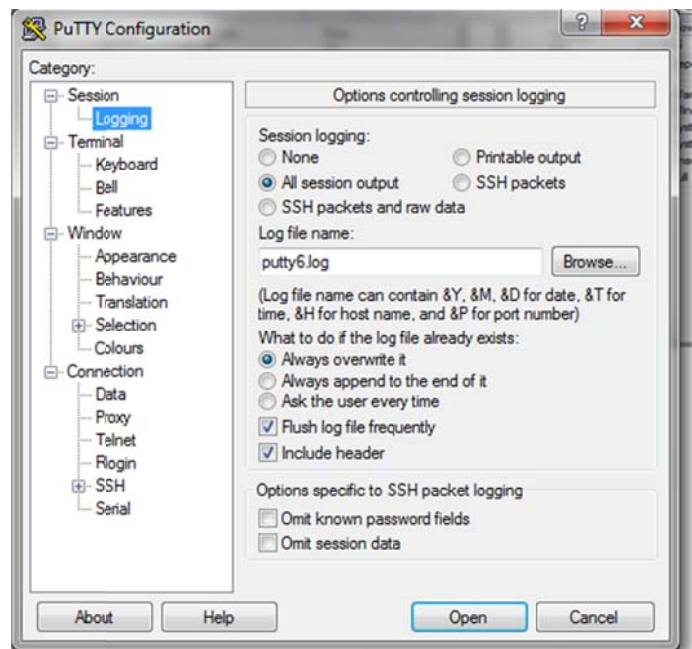 PuTTY Configuration
Category:
Session
Logging
Terminal
Keyboard
Bell
Features
Window
Appearance
Behaviour
Translation
Selection
Colours
Connection
Data
Proxy
Telnet
Rlogin
SSH
Serial
Options controlling session logging
Session logging:
None
Printable output
All session output
SSH packets
SSH packets and raw data
Log file name:
putty6.log
Browse...
(Log file name can contain &Y, &M, &D for date, &T for
time, &H for host name, and &P for port number)
What to do if the log file already exists:
Always overwrite it
Always append to the end of it
Ask the user every time
Flush log file frequently
Include header
Options specific to SSH packet logging
Omit known password fields
Omit session data
About
Help
Open
Cancel